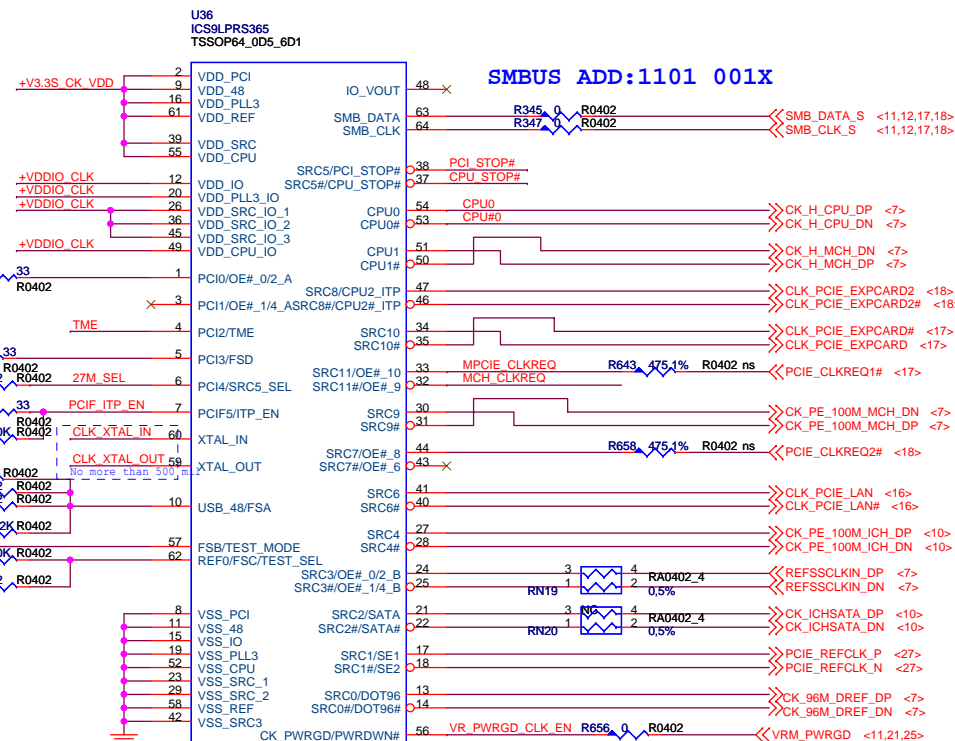 U36
ICS9LPRS365
TSSOP64_0D5_6D1
SMBUS ADD:1101 001X
+V3.3S_CK_VDD 2 VDD_PCI
9 VDD_48 IO_VOUT 48
16 VDD_PLL3
61 VDD_REF SMB_DATA 63 R345 0 R0402 SMB_DATA_S <11,12,17,18>
SMB_CLK 64 R347 0 R0402 SMB_CLK_S <11,12,17,18>
39 VDD_SRC
55 VDD_CPU
SRC5/PCI_STOP# 38 PCI_STOP#
+VDDIO_CLK 12 VDD_IO SRC5#/CPU_STOP# 37 CPU_STOP#
+VDDIO_CLK 20 VDD_PLL3_IO
+VDDIO_CLK 26 VDD_SRC_IO_1 CPU0 54 CPU0 CK_H_CPU_DP <7>
36 VDD_SRC_IO_2 CPU0# 53 CPU#0 CK_H_CPU_DN <7>
45 VDD_SRC_IO_3
+VDDIO_CLK 49 VDD_CPU_IO CPU1 51 CK_H_MCH_DN <7>
CPU1# 50 CK_H_MCH_DP <7>
33 R0402 1 PCI0/OE#_0/2_A
SRC8/CPU2_ITP 47 CLK_PCIE_EXPCARD2 <18>
3 PCI1/OE#_1/4_A SRC8#/CPU2#_ITP 46 CLK_PCIE_EXPCARD2# <18
TME 4 PCI2/TME SRC10 34 CLK_PCIE_EXPCARD# <17>
SRC10# 35 CLK_PCIE_EXPCARD <17>
33 R0402 5 PCI3/FSD
SRC11/OE#_10 33 MPCIE_CLKREQ R643 475,1% R0402 ns PCIE_CLKREQ1# <17>
R0402 27M_SEL 6 PCI4/SRC5_SEL SRC11#/OE#_9 32 MCH_CLKREQ
33 R0402 PCIF_ITP_EN 7 PCIF5/ITP_EN SRC9 30 CK_PE_100M_MCH_DN <7>
SRC9# 31 CK_PE_100M_MCH_DP <7>
0K R0402 CLK_XTAL_IN 60 XTAL_IN
SRC7/OE#_8 44 R658 475,1% R0402 ns PCIE_CLKREQ2# <18>
CLK_XTAL_OUT 59 XTAL_OUT SRC7#/OE#_6 43
No more than 500 mil
R0402
R0402 SRC6 41 CLK_PCIE_LAN <16>
R0402 10 USB_48/FSA SRC6# 40 CLK_PCIE_LAN# <16>
2K R0402 SRC4 27 CK_PE_100M_ICH_DP <10>
57 FSB/TEST_MODE SRC4# 28 CK_PE_100M_ICH_DN <10>
0K R0402 62 REF0/FSC/TEST_SEL
SRC3/OE#_0/2_B 24 3 4 RA0402_4 REFSSCLKIN_DP <7>
R0402 SRC3#/OE#_1/4_B 25 RN19 1 2 0,5% REFSSCLKIN_DN <7>
8 VSS_PCI SRC2/SATA 21 3 NC 4 RA0402_4 CK_ICHSATA_DP <10>
11 VSS_48 SRC2#/SATA# 22 RN20 1 2 0,5% CK_ICHSATA_DN <10>
15 VSS_IO
19 VSS_PLL3 SRC1/SE1 17 PCIE_REFCLK_P <27>
52 VSS_CPU SRC1#/SE2 18 PCIE_REFCLK_N <27>
23 VSS_SRC_1
29 VSS_SRC_2 SRC0/DOT96 13 CK_96M_DREF_DP <7>
58 VSS_REF SRC0#/DOT96# 14 CK_96M_DREF_DN <7>
42 VSS_SRC3
CK_PWRGD/PWRDWN# 56 VR_PWRGD_CLK_EN R656 0 R0402 VRM_PWRGD <11,21,25>